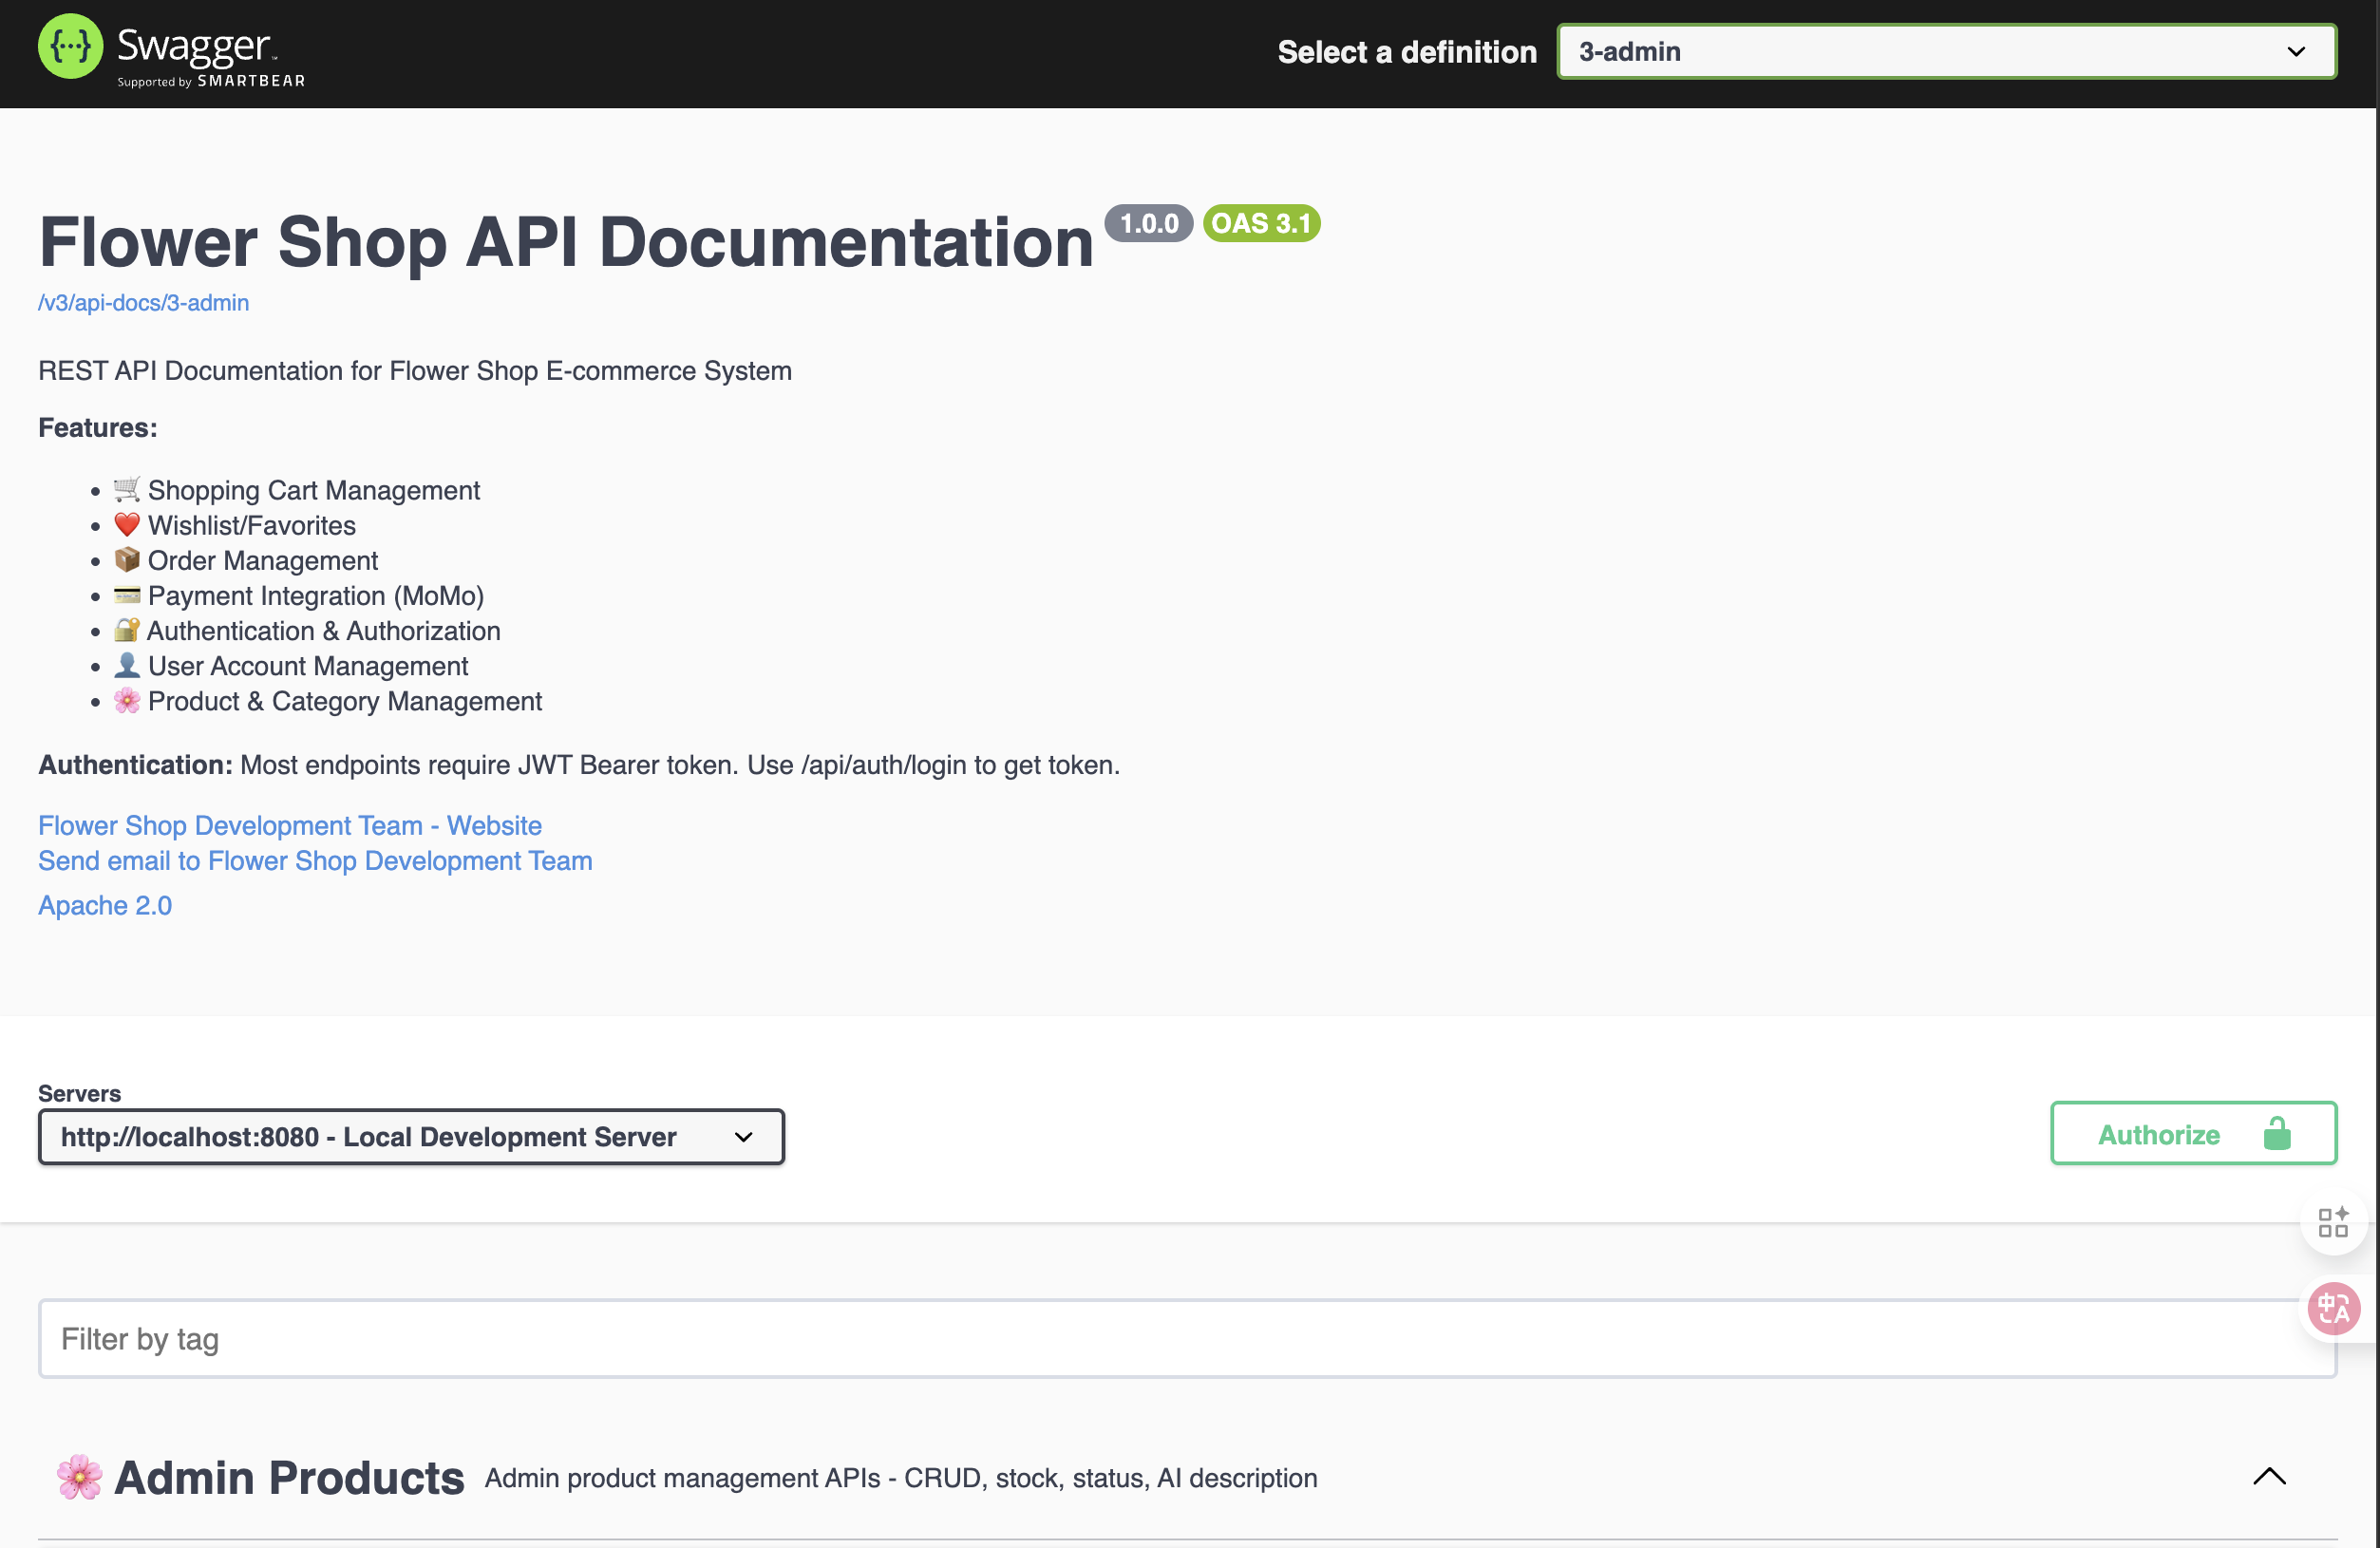 Swagger
Supported by SMARTBEAR
Select a definition
3-admin
Flower Shop API Documentation 1.0.0 OAS 3.1
/v3/api-docs/3-admin
REST API Documentation for Flower Shop E-commerce System
Features:
🛒 Shopping Cart Management
❤️ Wishlist/Favorites
📦 Order Management
💳 Payment Integration (MoMo)
🔐 Authentication & Authorization
👤 User Account Management
🌸 Product & Category Management
Authentication: Most endpoints require JWT Bearer token. Use /api/auth/login to get token.
Flower Shop Development Team - Website
Send email to Flower Shop Development Team
Apache 2.0
Servers
http://localhost:8080 - Local Development Server
Authorize
中A
Filter by tag
🌸 Admin Products Admin product management APIs - CRUD, stock, status, AI description